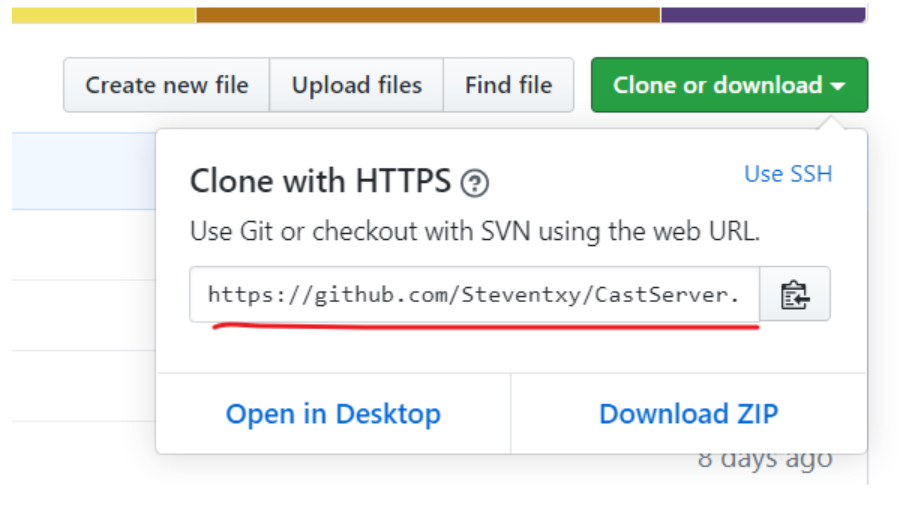 Create new file Upload files Find file Clone or download
Clone with HTTPS Use SSH
Use Git or checkout with SVN using the web URL.
https://github.com/Steventxy/CastServer.
Open in Desktop Download ZIP
8 days ago